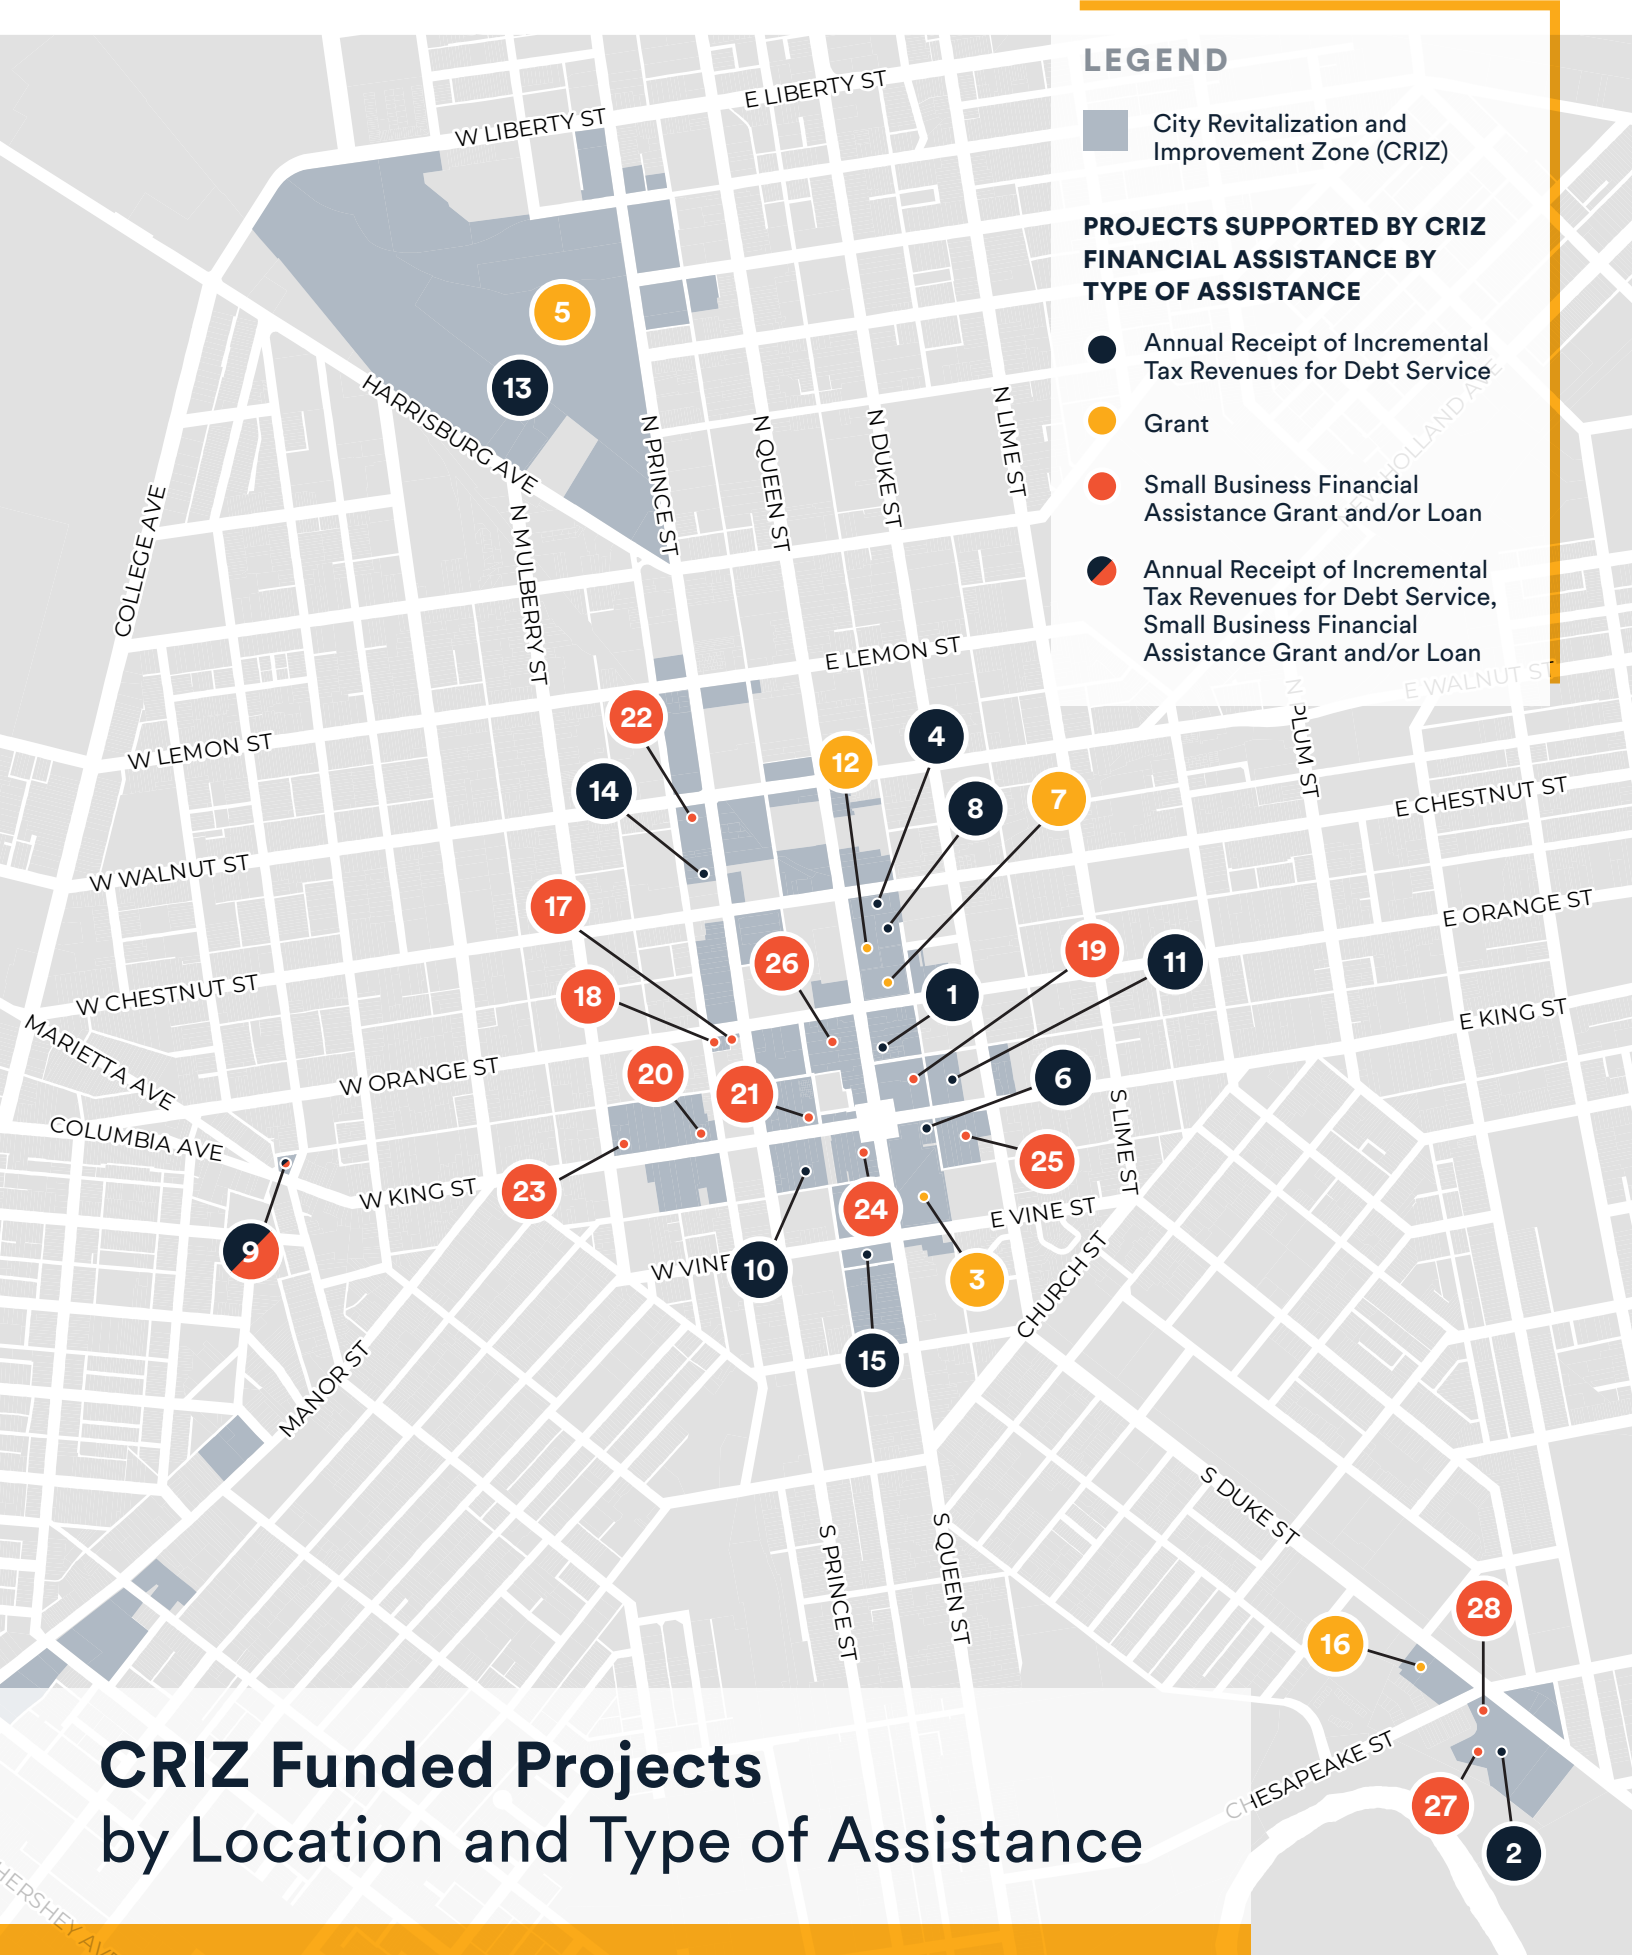 LEGEND
City Revitalization and
Improvement Zone (CRIZ)
PROJECTS SUPPORTED BY CRIZ
FINANCIAL ASSISTANCE BY
TYPE OF ASSISTANCE
Annual Receipt of Incremental
Tax Revenues for Debt Service
Grant
Small Business Financial
Assistance Grant and/or Loan
Annual Receipt of Incremental
Tax Revenues for Debt Service,
Small Business Financial
Assistance Grant and/or Loan
E LIBERTY ST
W LIBERTY ST
5
13
HARRISBURG AVE
N PRINCE ST
N QUEEN ST
N DUKE ST
N LIME ST
COLLEGE AVE
N MULBERRY ST
E LEMON ST
E WALNUT ST
N PLUM ST
22
4
12
W LEMON ST
14
8
7
E CHESTNUT ST
W WALNUT ST
17
E ORANGE ST
26
19
11
18
1
W CHESTNUT ST
E KING ST
MARIETTA AVE
W ORANGE ST
20
21
6
S LIME ST
COLUMBIA AVE
25
W KING ST
23
24
E VINE ST
9
W VINE
10
3
CHURCH ST
15
MANOR ST
S DUKE ST
S PRINCE ST
S QUEEN ST
28
16
CHESAPEAKE ST
27
2
CRIZ Funded Projects
by Location and Type of Assistance
HERSHEY AVE